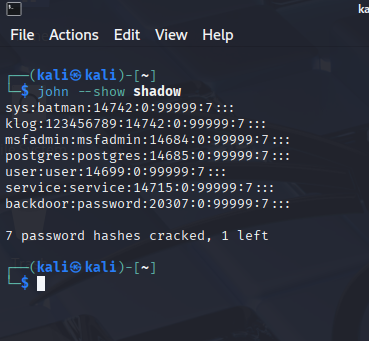 ka
File Actions Edit View Help
┌──(kali㉿kali)-[~]
└─$ john --show shadow
sys:batman:14742:0:99999:7:::
klog:123456789:14742:0:99999:7:::
msfadmin:msfadmin:14684:0:99999:7:::
postgres:postgres:14685:0:99999:7:::
user:user:14699:0:99999:7:::
service:service:14715:0:99999:7:::
backdoor:password:20307:0:99999:7:::
7 password hashes cracked, 1 left
┌──(kali㉿kali)-[~]
└─$